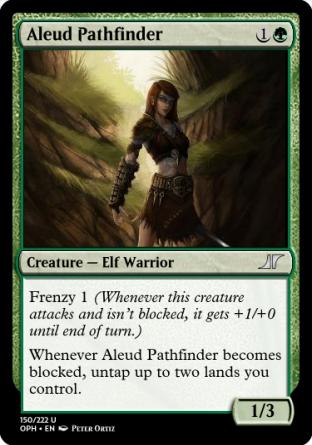 Aleud Pathfinder 1
Creature — Elf Warrior
Frenzy 1 (Whenever this creature
attacks and isn't blocked, it gets +1/+0
until end of turn.)
Whenever Aleud Pathfinder becomes
blocked, untap up to two lands you
control.
1/3
150/222 U
OPH • EN Peter Ortiz